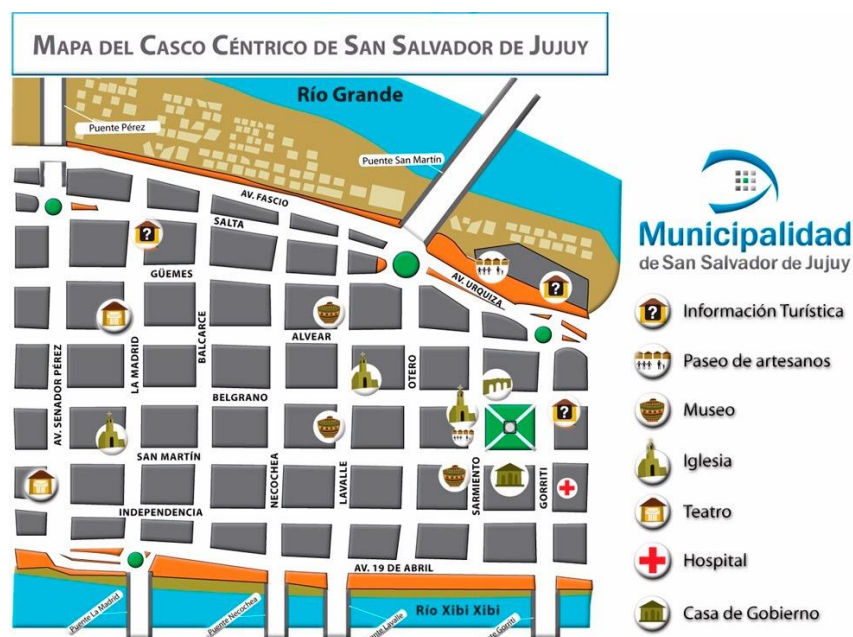 MAPA DEL CASCO CÉNTRICO DE SAN SALVADOR DE JUJUY
RÍO GRANDE
Puente Pérez
Puente San Martín
AV. FASCIO
SALTA
GÜEMES
AV. URQUIZA
ALVEAR
BALCARCE
LA MADRID
AV. SENADOR PÉREZ
OTERO
BELGRANO
SAN MARTÍN
NECOCHEA
LAVALLE
SARMIENTO
GORRITI
INDEPENDENCIA
AV. 19 DE ABRIL
RÍO XIBI XIBI
Puente La Madrid
Puente Necochea
ente Lavalle
te Gorriti
Municipalidad
de San Salvador de Jujuy
?
Información Turística
Paseo de artesanos
Museo
Iglesia
Teatro
Hospital
Casa de Gobierno